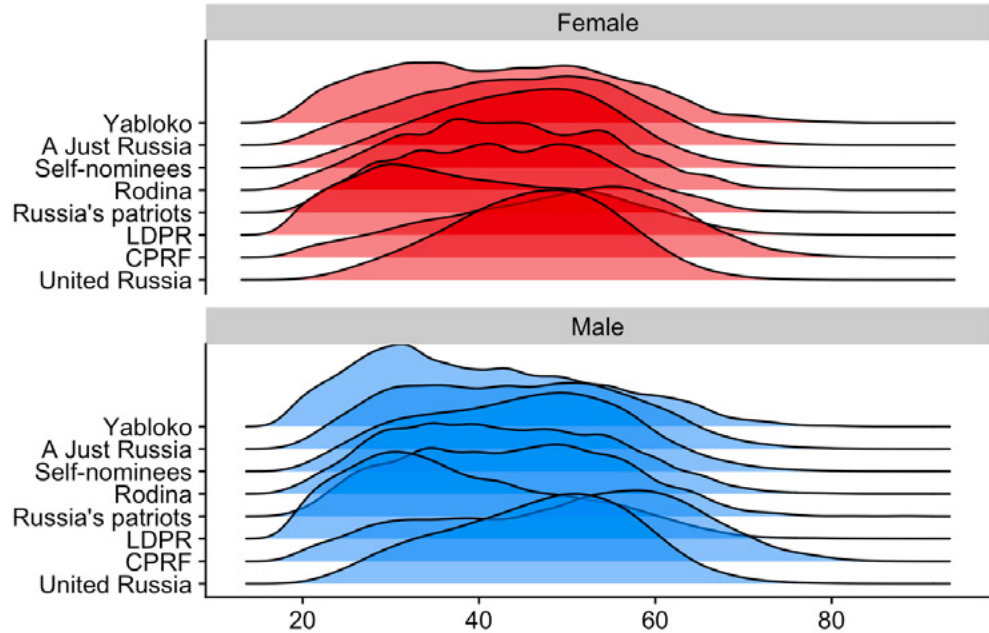 Female
Yabloko
A Just Russia
Self-nominees
Rodina
Russia's patriots
LDPR
CPRF
United Russia
Male
Yabloko
A Just Russia
Self-nominees
Rodina
Russia's patriots
LDPR
CPRF
United Russia
20 40 60 80